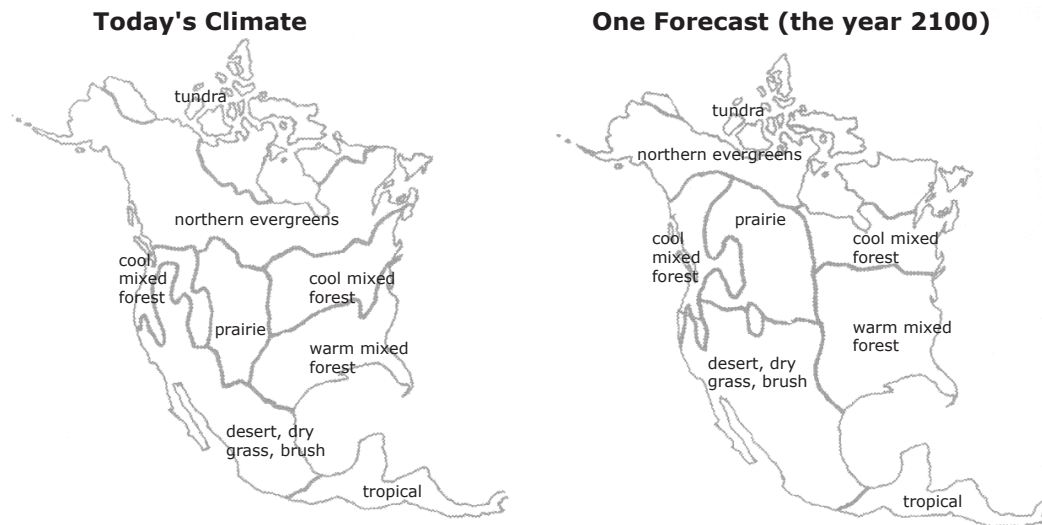 Today's Climate
tundra
northern evergreens
cool
mixed
forest
cool mixed
forest
prairie
warm mixed
forest
desert, dry
grass, brush
tropical
One Forecast (the year 2100)
tundra
northern evergreens
prairie
cool
mixed
forest
cool mixed
forest
warm mixed
forest
desert, dry
grass, brush
tropical